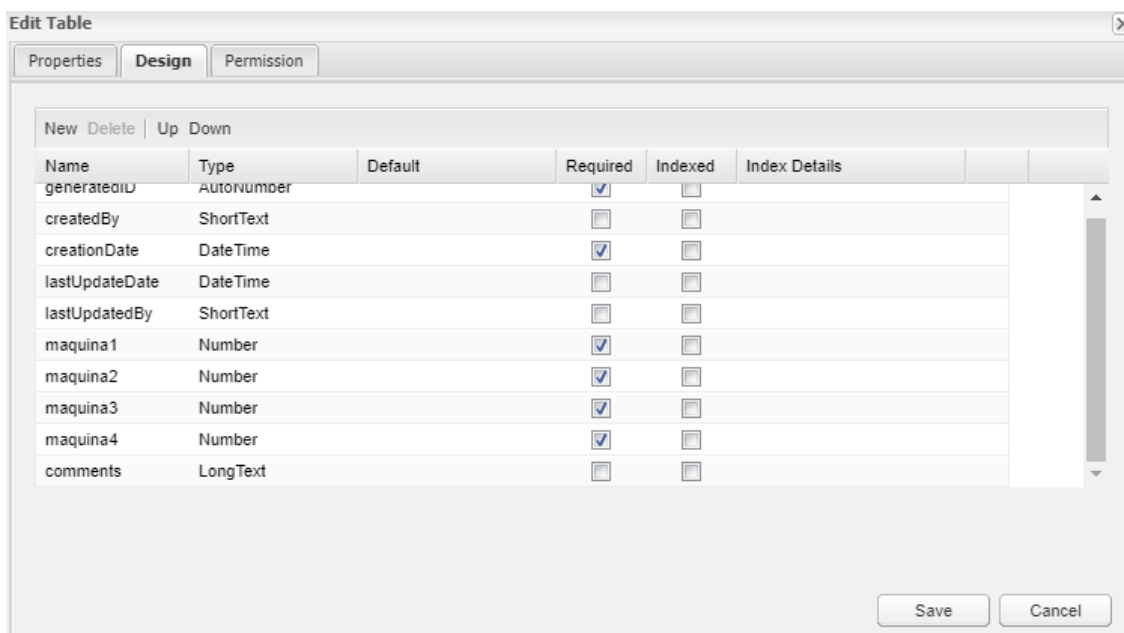 Edit Table
Properties Design Permission
New Delete Up Down
Name Type Default Required Indexed Index Details
generatedID AutoNumber
createdBy ShortText
creationDate DateTime
lastUpdateDate DateTime
lastUpdatedBy ShortText
maquina1 Number
maquina2 Number
maquina3 Number
maquina4 Number
comments LongText
Save Cancel